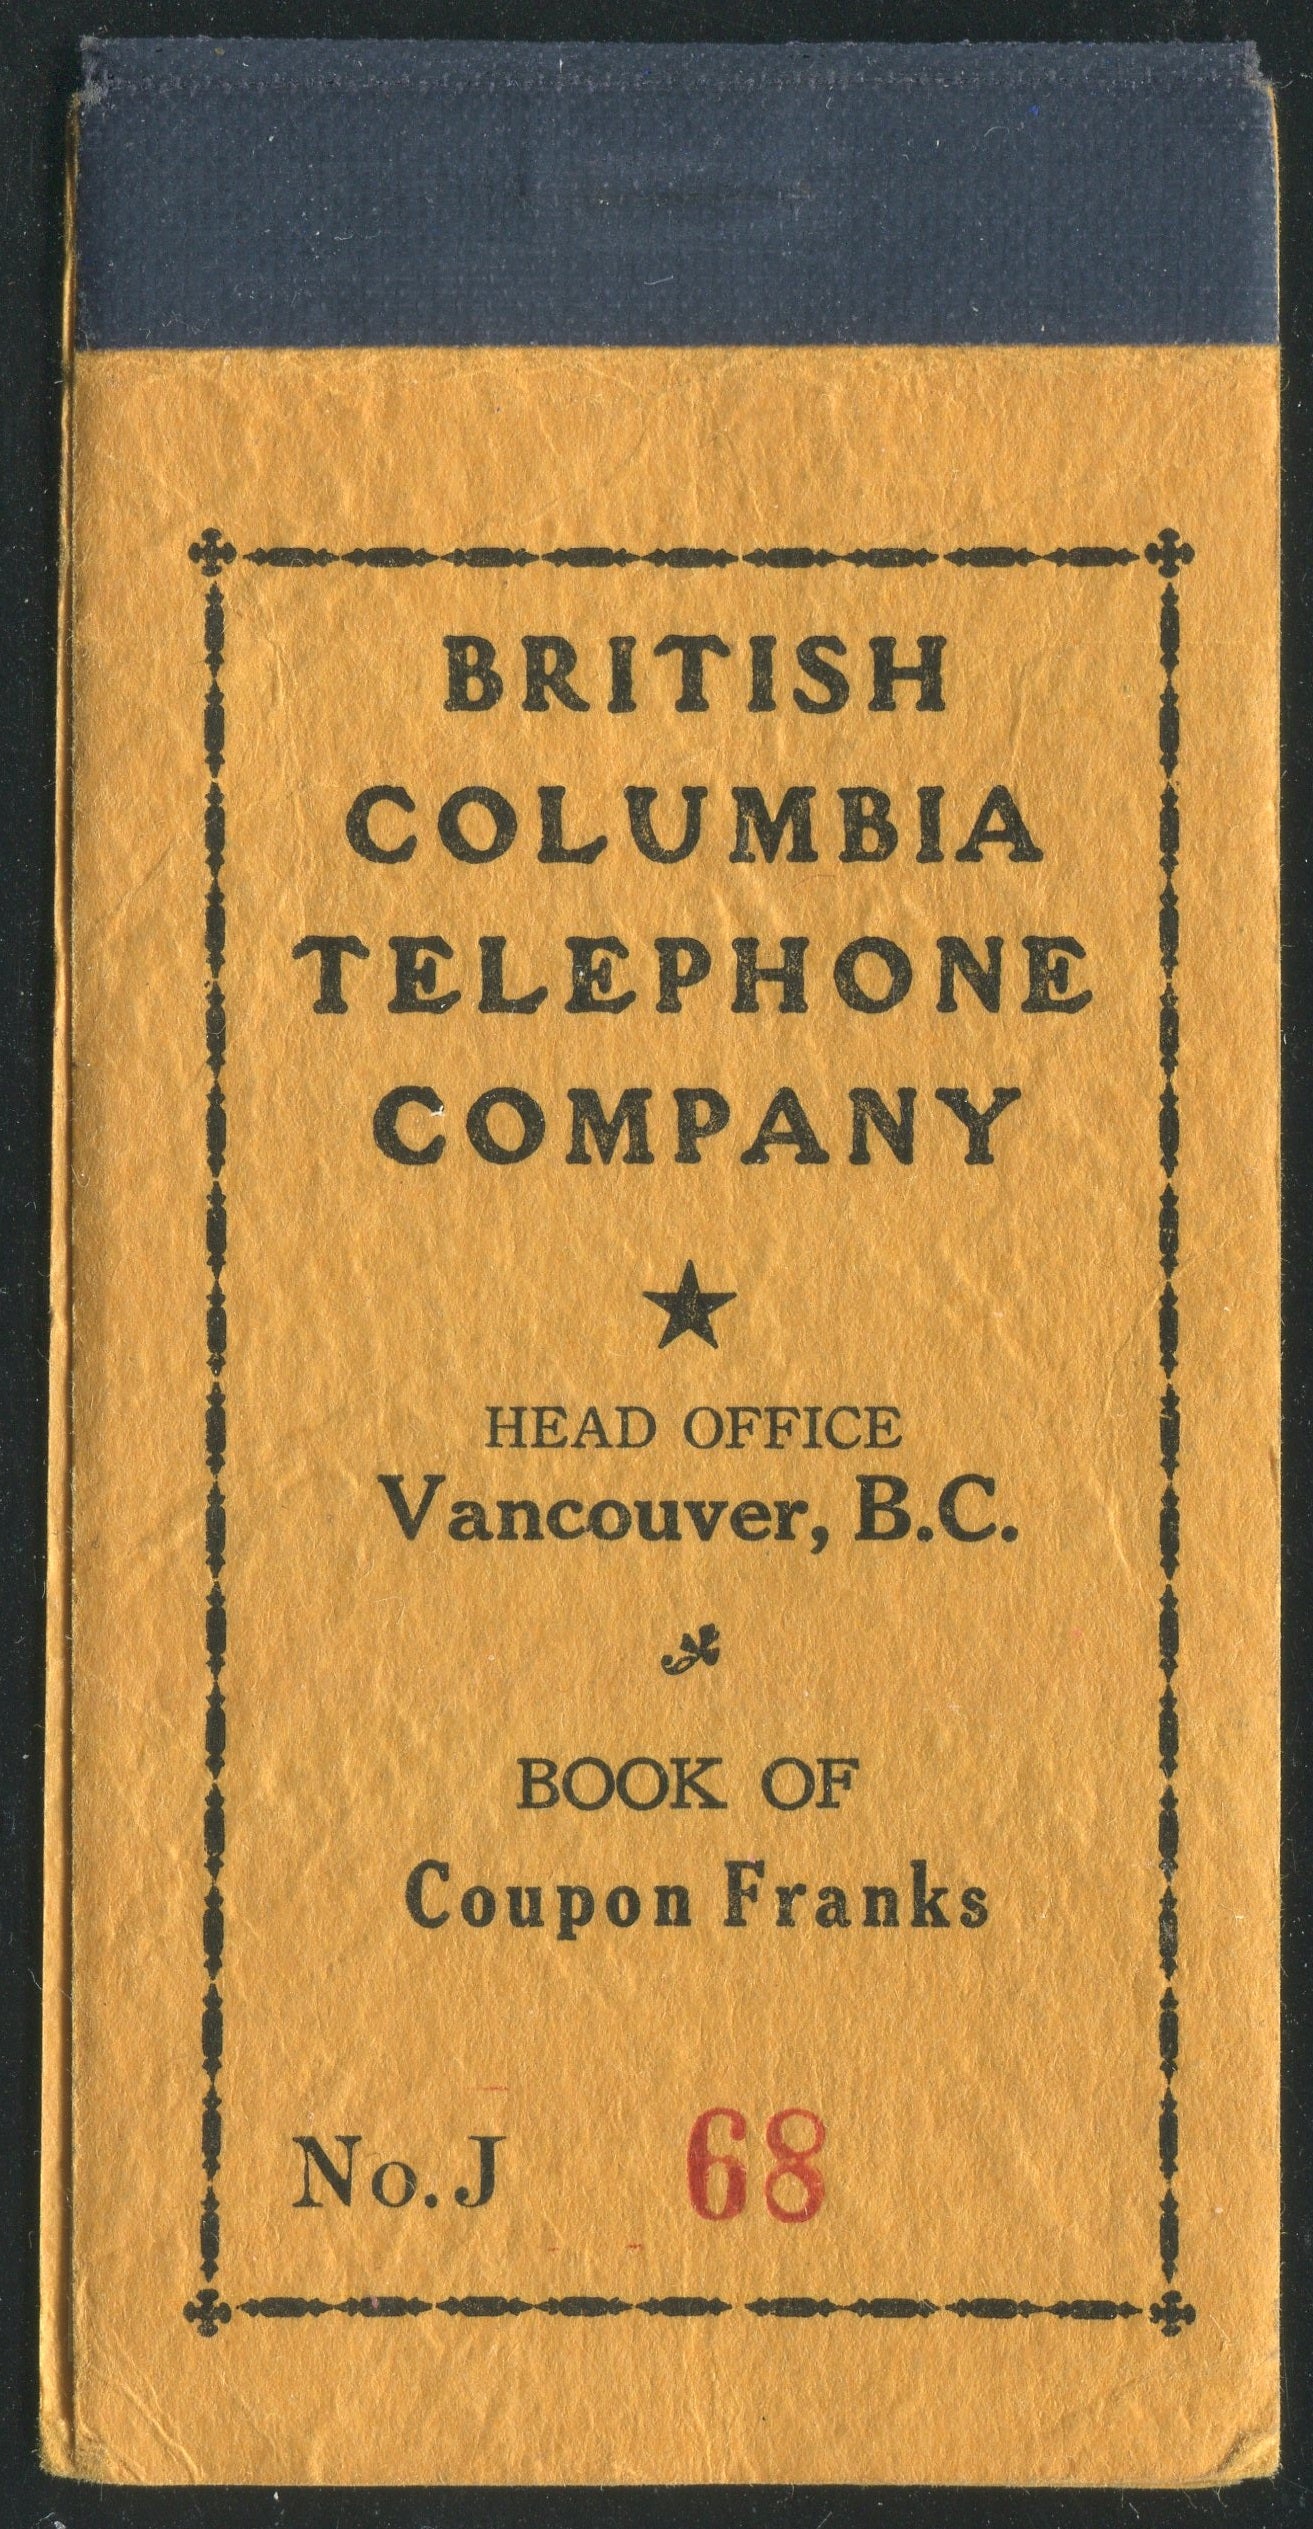 BRITISH
COLUMBIA
TELEPHONE
COMPANY
HEAD OFFICE
Vancouver, B.C.
BOOK OF
Coupon Franks
No. J 68